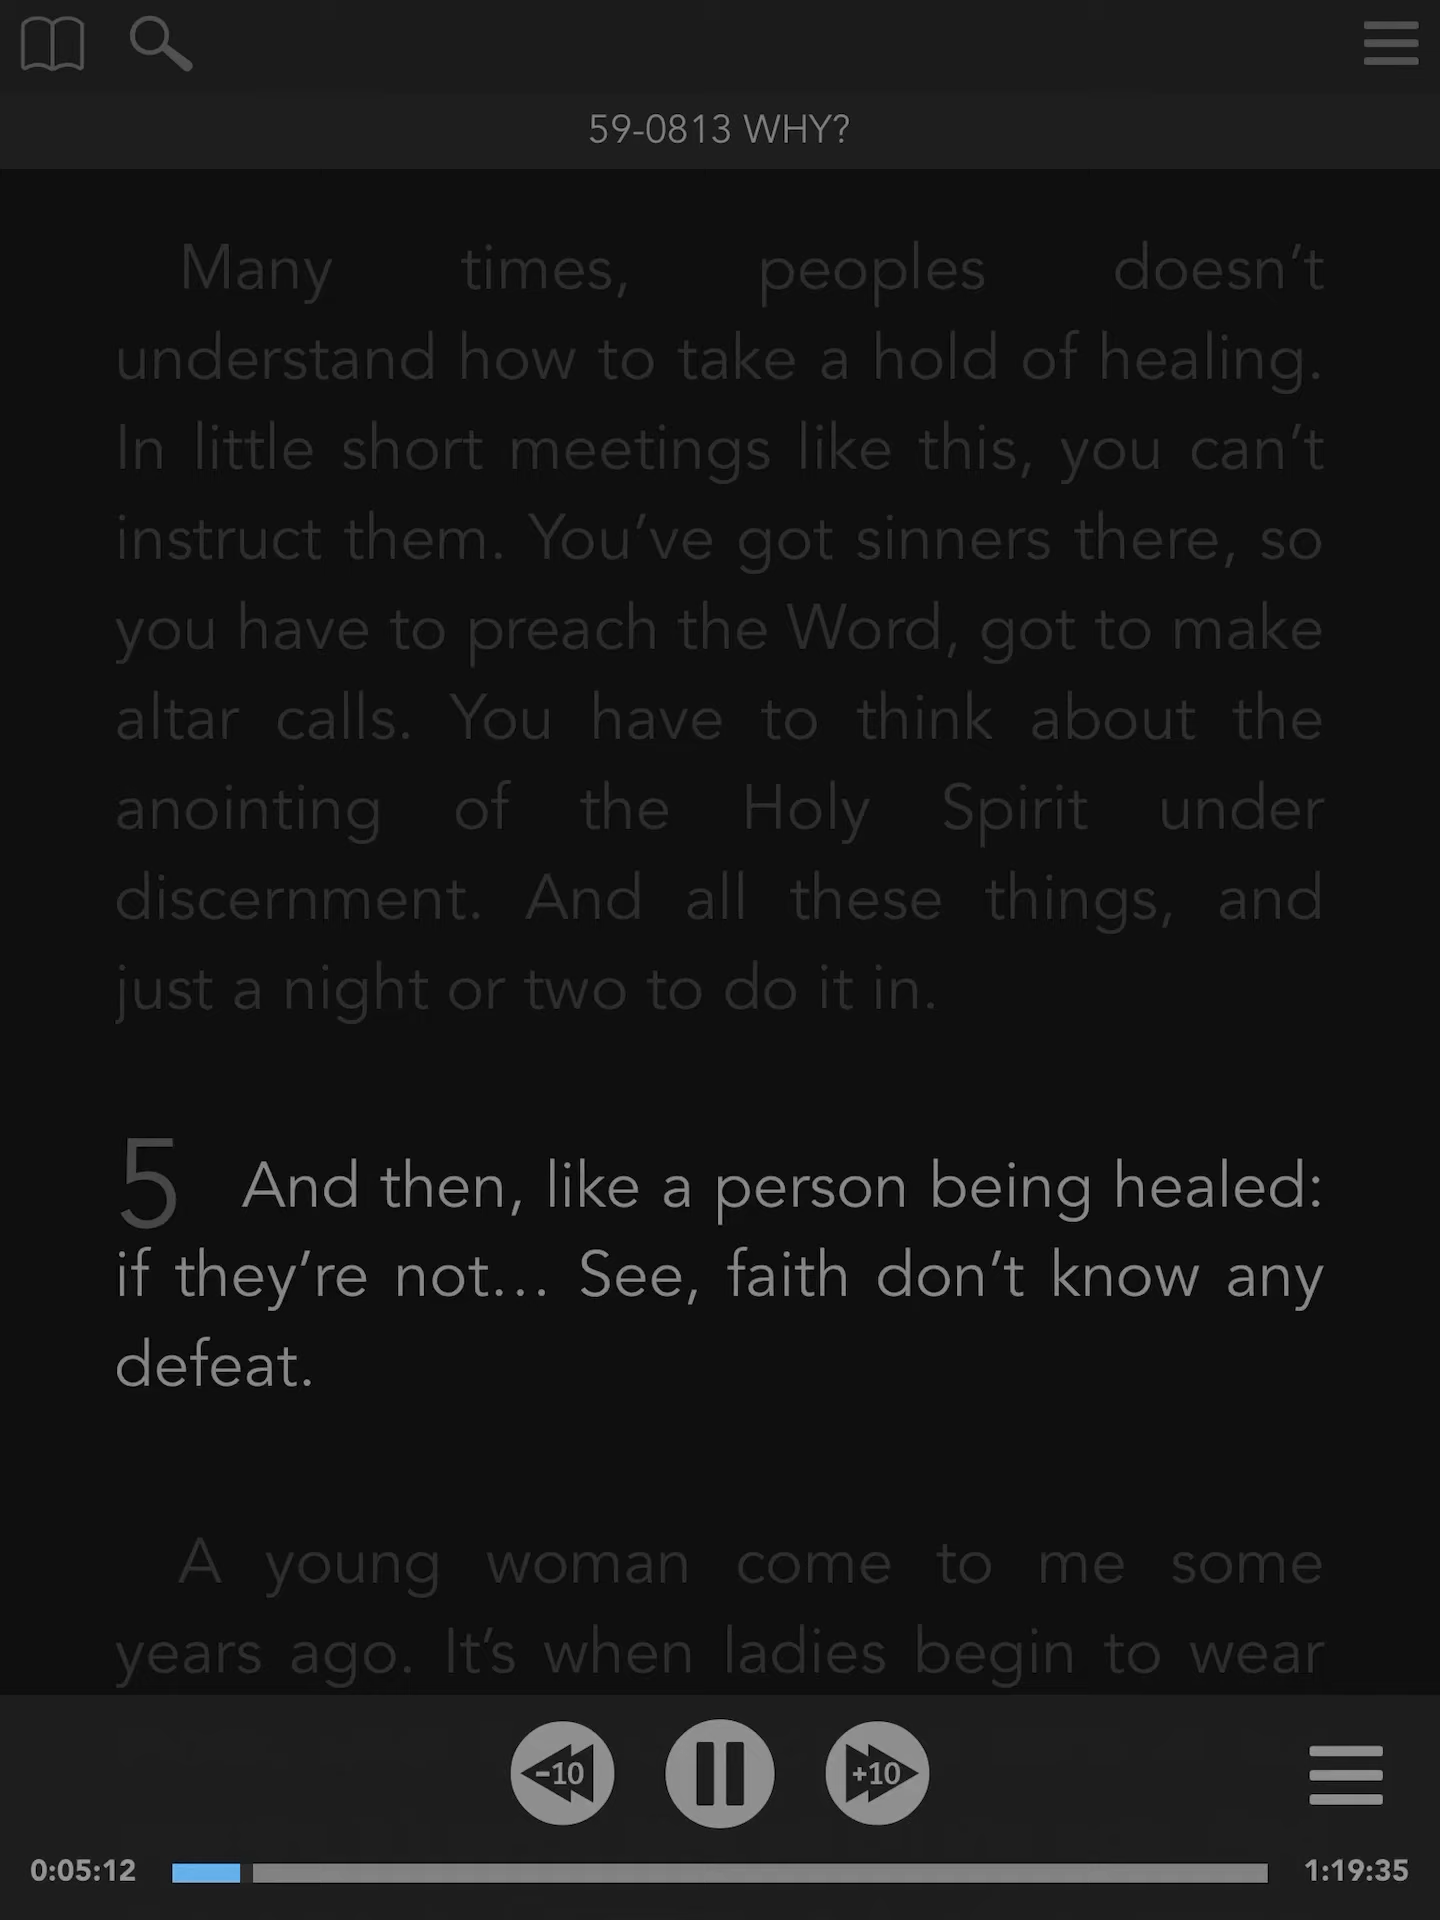 59-0813 WHY?
Many times, peoples doesn’t
understand how to take a hold of healing.
In little short meetings like this, you can’t
instruct them. You’ve got sinners there, so
you have to preach the Word, got to make
altar calls. You have to think about the
anointing of the Holy Spirit under
discernment. And all these things, and
just a night or two to do it in.
5 And then, like a person being healed:
if they’re not… See, faith don’t know any
defeat.
A young woman come to me some
years ago. It’s when ladies begin to wear
-10 +10
0:05:12 1:19:35